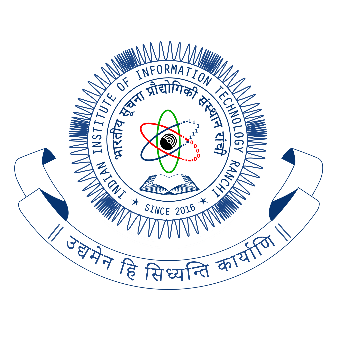 INDIAN INSTITUTE OF INFORMATION TECHNOLOGY RANCHI
भारतीय सूचना प्रौद्योगिकी संस्थान रांची
★ SINCE 2016 ★
|| उद्यमेन हि सिध्यन्ति कार्याणि ||